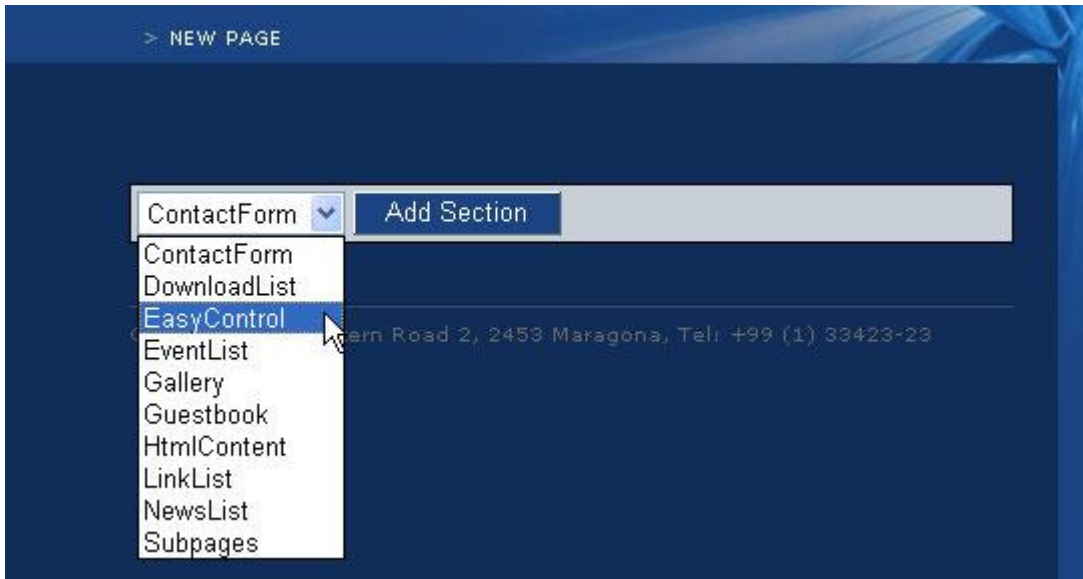 > NEW PAGE
ContactForm Add Section
ContactForm
DownloadList
EasyControl
ern Road 2, 2453 Maragona, Tel: +99 (1) 33423-23
EventList
Gallery
Guestbook
HtmlContent
LinkList
NewsList
Subpages